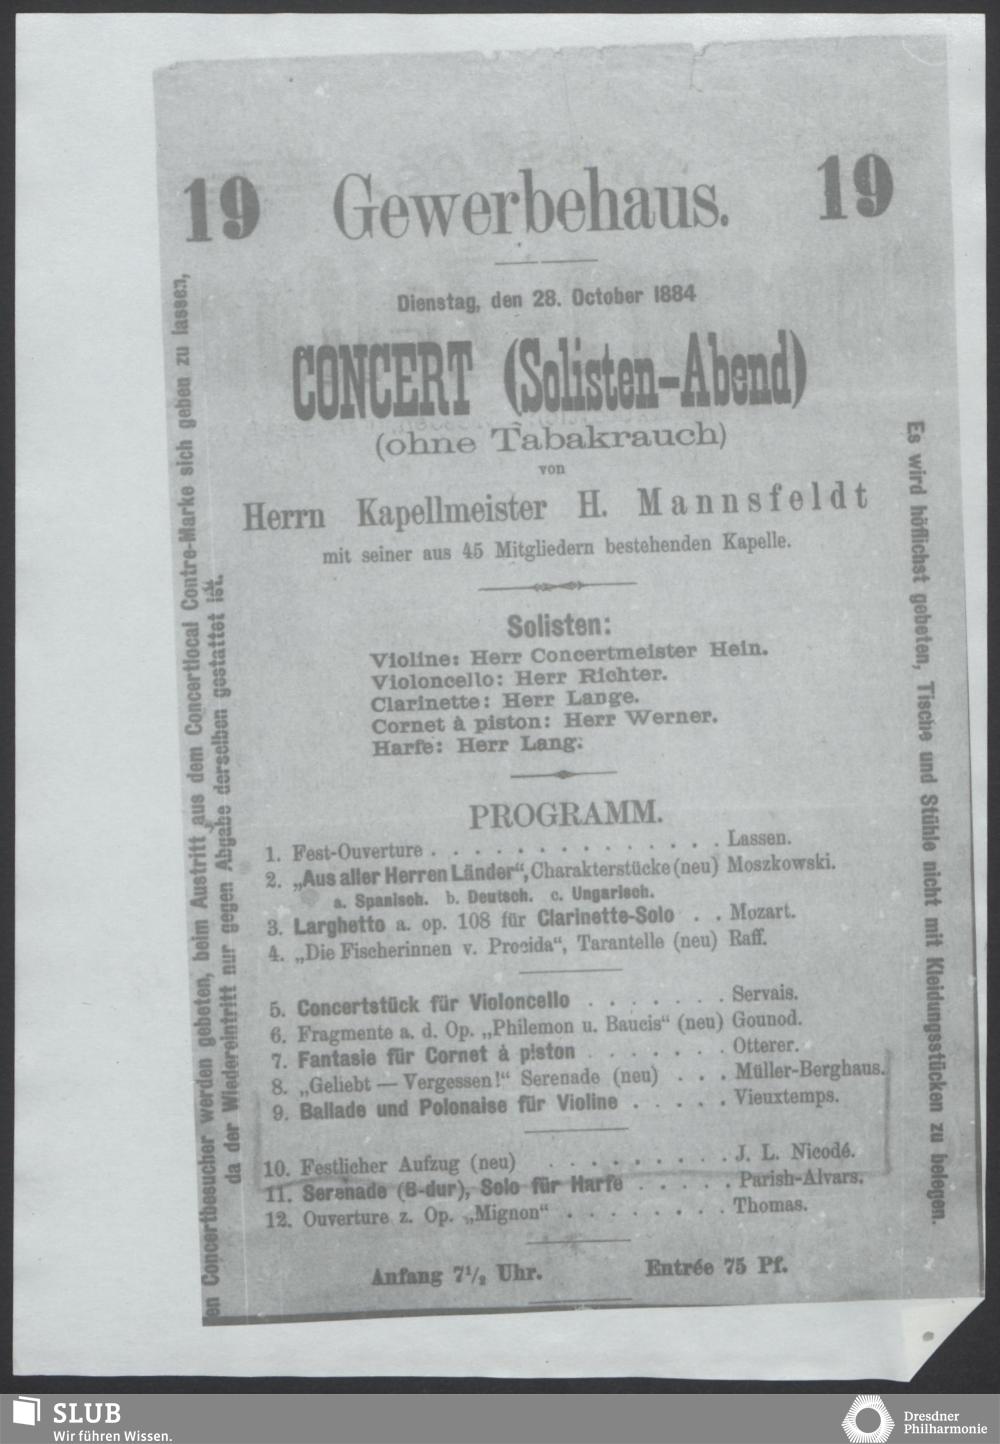 19 Gewerbehaus. 19
Dienstag, den 28. October 1884
CONCERT (Solisten-Abend)
(ohne Tabakrauch)
von
Herrn Kapellmeister H. Mannsfeldt
mit seiner aus 45 Mitgliedern bestehenden Kapelle.
Solisten:
Violine: Herr Concertmeister Hein.
Violoncello: Herr Richter.
Clarinette: Herr Lange.
Cornet à piston: Herr Werner.
Harfe: Herr Lang.
PROGRAMM.
1. Fest-Ouverture . . . . . . . . . . . . . . Lassen.
2. „Aus aller Herren Länder“, Charakterstücke (neu) Moszkowski.
a. Spanisch. b. Deutsch. c. Ungarisch.
3. Larghetto a. op. 108 für Clarinette-Solo . . Mozart.
4. „Die Fischerinnen v. Procida“, Tarantelle (neu) Raff.
5. Concertstück für Violoncello . . . . . . . Servais.
6. Fragmente a. d. Op. „Philemon u. Baucis“ (neu) Gounod.
7. Fantasie für Cornet à piston . . . . . . . Otterer.
8. „Geliebt — Vergessen!“ Serenade (neu) . . . Müller-Berghaus.
9. Ballade und Polonaise für Violine . . . . . Vieuxtemps.
10. Festlicher Aufzug (neu) . . . . . . . . . J. L. Nicodé.
11. Serenade (B-dur), Solo für Harfe . . . . . Parish-Alvars.
12. Ouverture z. Op. „Mignon“ . . . . . . . . Thomas.
Anfang 7½ Uhr. Entrée 75 Pf.
en Concertbesucher werden gebeten, beim Austritt aus dem Concertlocal Contre-Marke sich geben zu lassen,
da der Wiedereintritt nur gegen Abgabe derselben gestattet ist.
Es wird höflichst gebeten, Tische und Stühle nicht mit Kleidungsstücken zu belegen.
SLUB
Wir führen Wissen.
Dresdner
Philharmonie